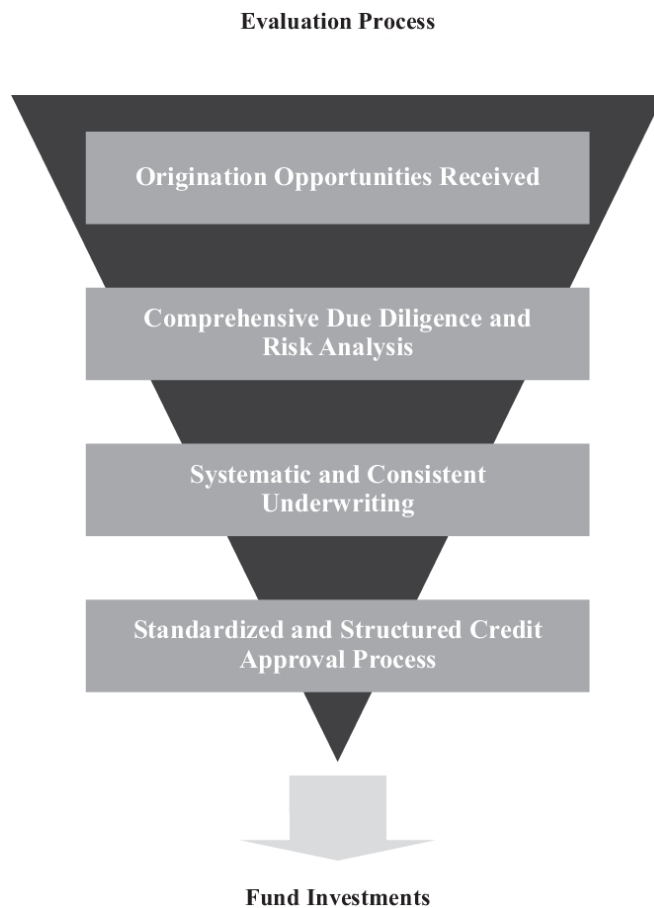 Evaluation Process
Origination Opportunities Received
Comprehensive Due Diligence and
Risk Analysis
Systematic and Consistent
Underwriting
Standardized and Structured Credit
Approval Process
Fund Investments